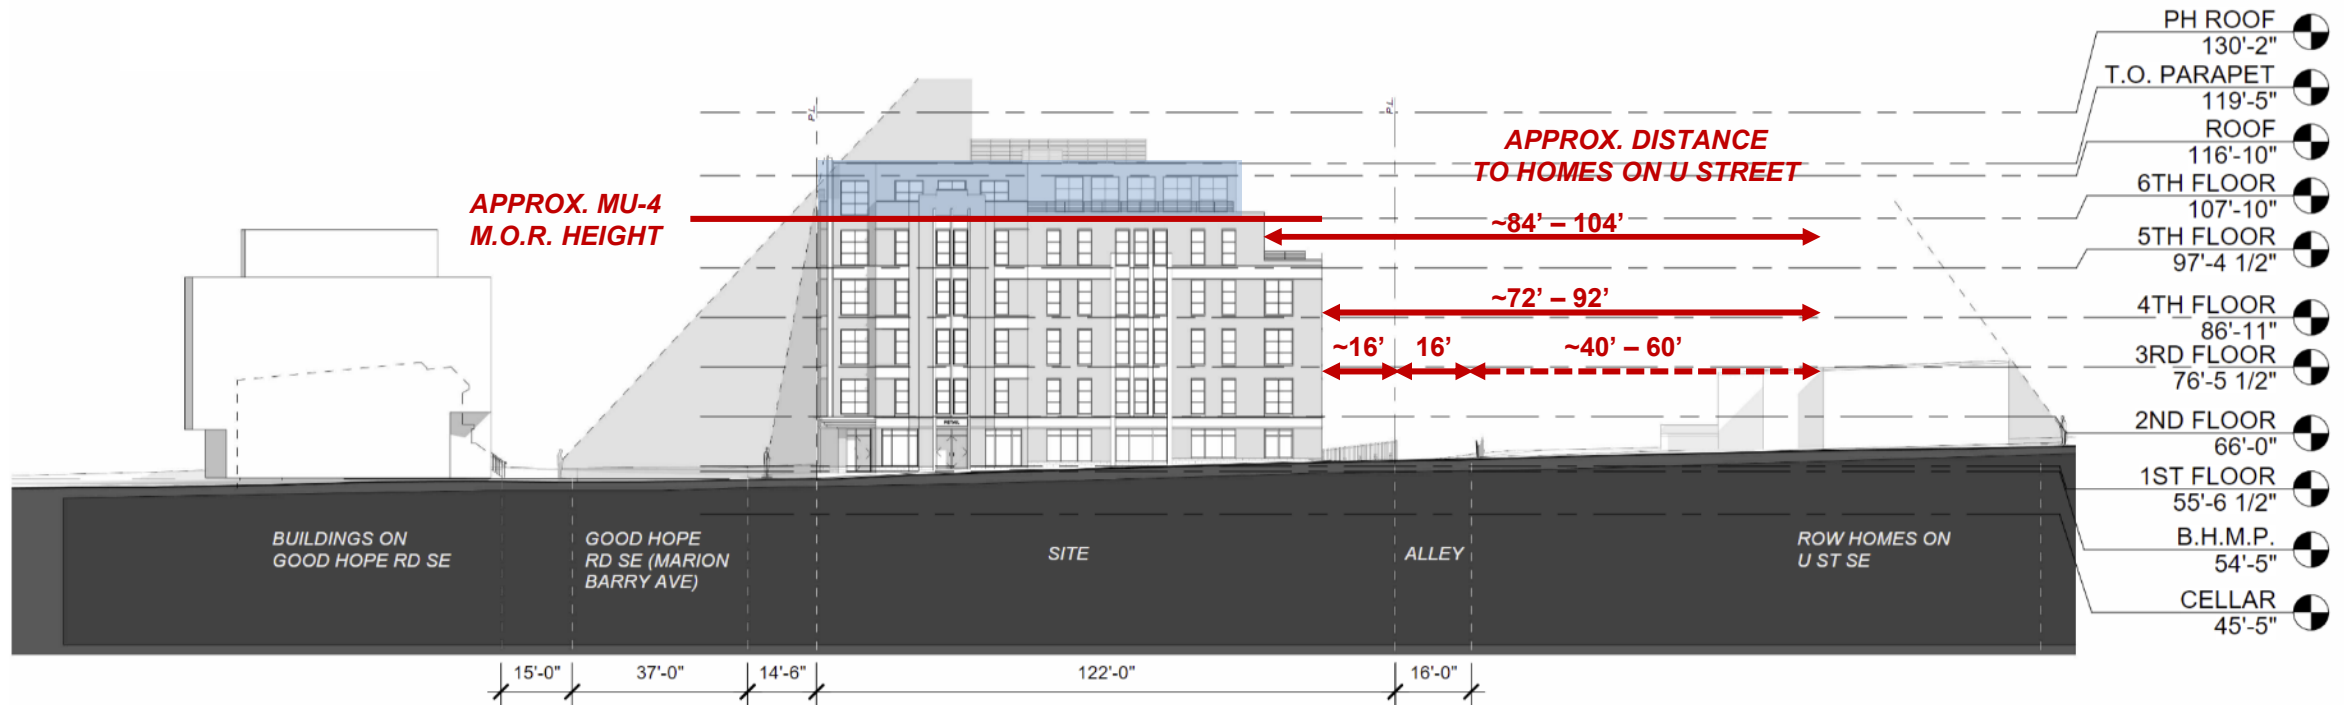 PH ROOF
130'-2"
T.O. PARAPET
119'-5"
ROOF
116'-10"
6TH FLOOR
107'-10"
5TH FLOOR
97'-4 1/2"
4TH FLOOR
86'-11"
3RD FLOOR
76'-5 1/2"
2ND FLOOR
66'-0"
1ST FLOOR
55'-6 1/2"
B.H.M.P.
54'-5"
CELLAR
45'-5"
P.L.
P.L.
APPROX. DISTANCE
TO HOMES ON U STREET
APPROX. MU-4
M.O.R. HEIGHT
~84' – 104'
~72' – 92'
~16'
16'
~40' – 60'
RETAIL
BUILDINGS ON
GOOD HOPE RD SE
GOOD HOPE
RD SE (MARION
BARRY AVE)
SITE
ALLEY
ROW HOMES ON
U ST SE
15'-0"
37'-0"
14'-6"
122'-0"
16'-0"